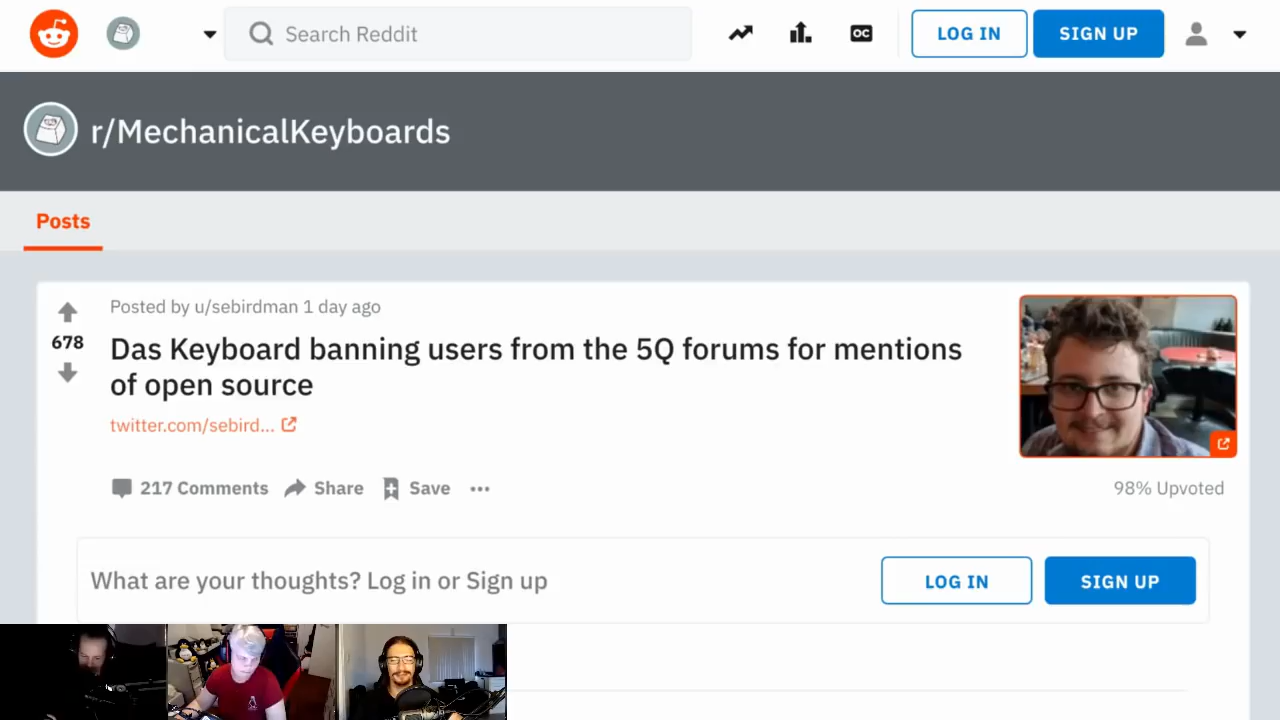 Search Reddit
OC
LOG IN
SIGN UP
r/MechanicalKeyboards
Posts
Posted by u/sebirdman 1 day ago
678
Das Keyboard banning users from the 5Q forums for mentions
of open source
twitter.com/sebird...
217 Comments
Share
Save
98% Upvoted
What are your thoughts? Log in or Sign up
LOG IN
SIGN UP